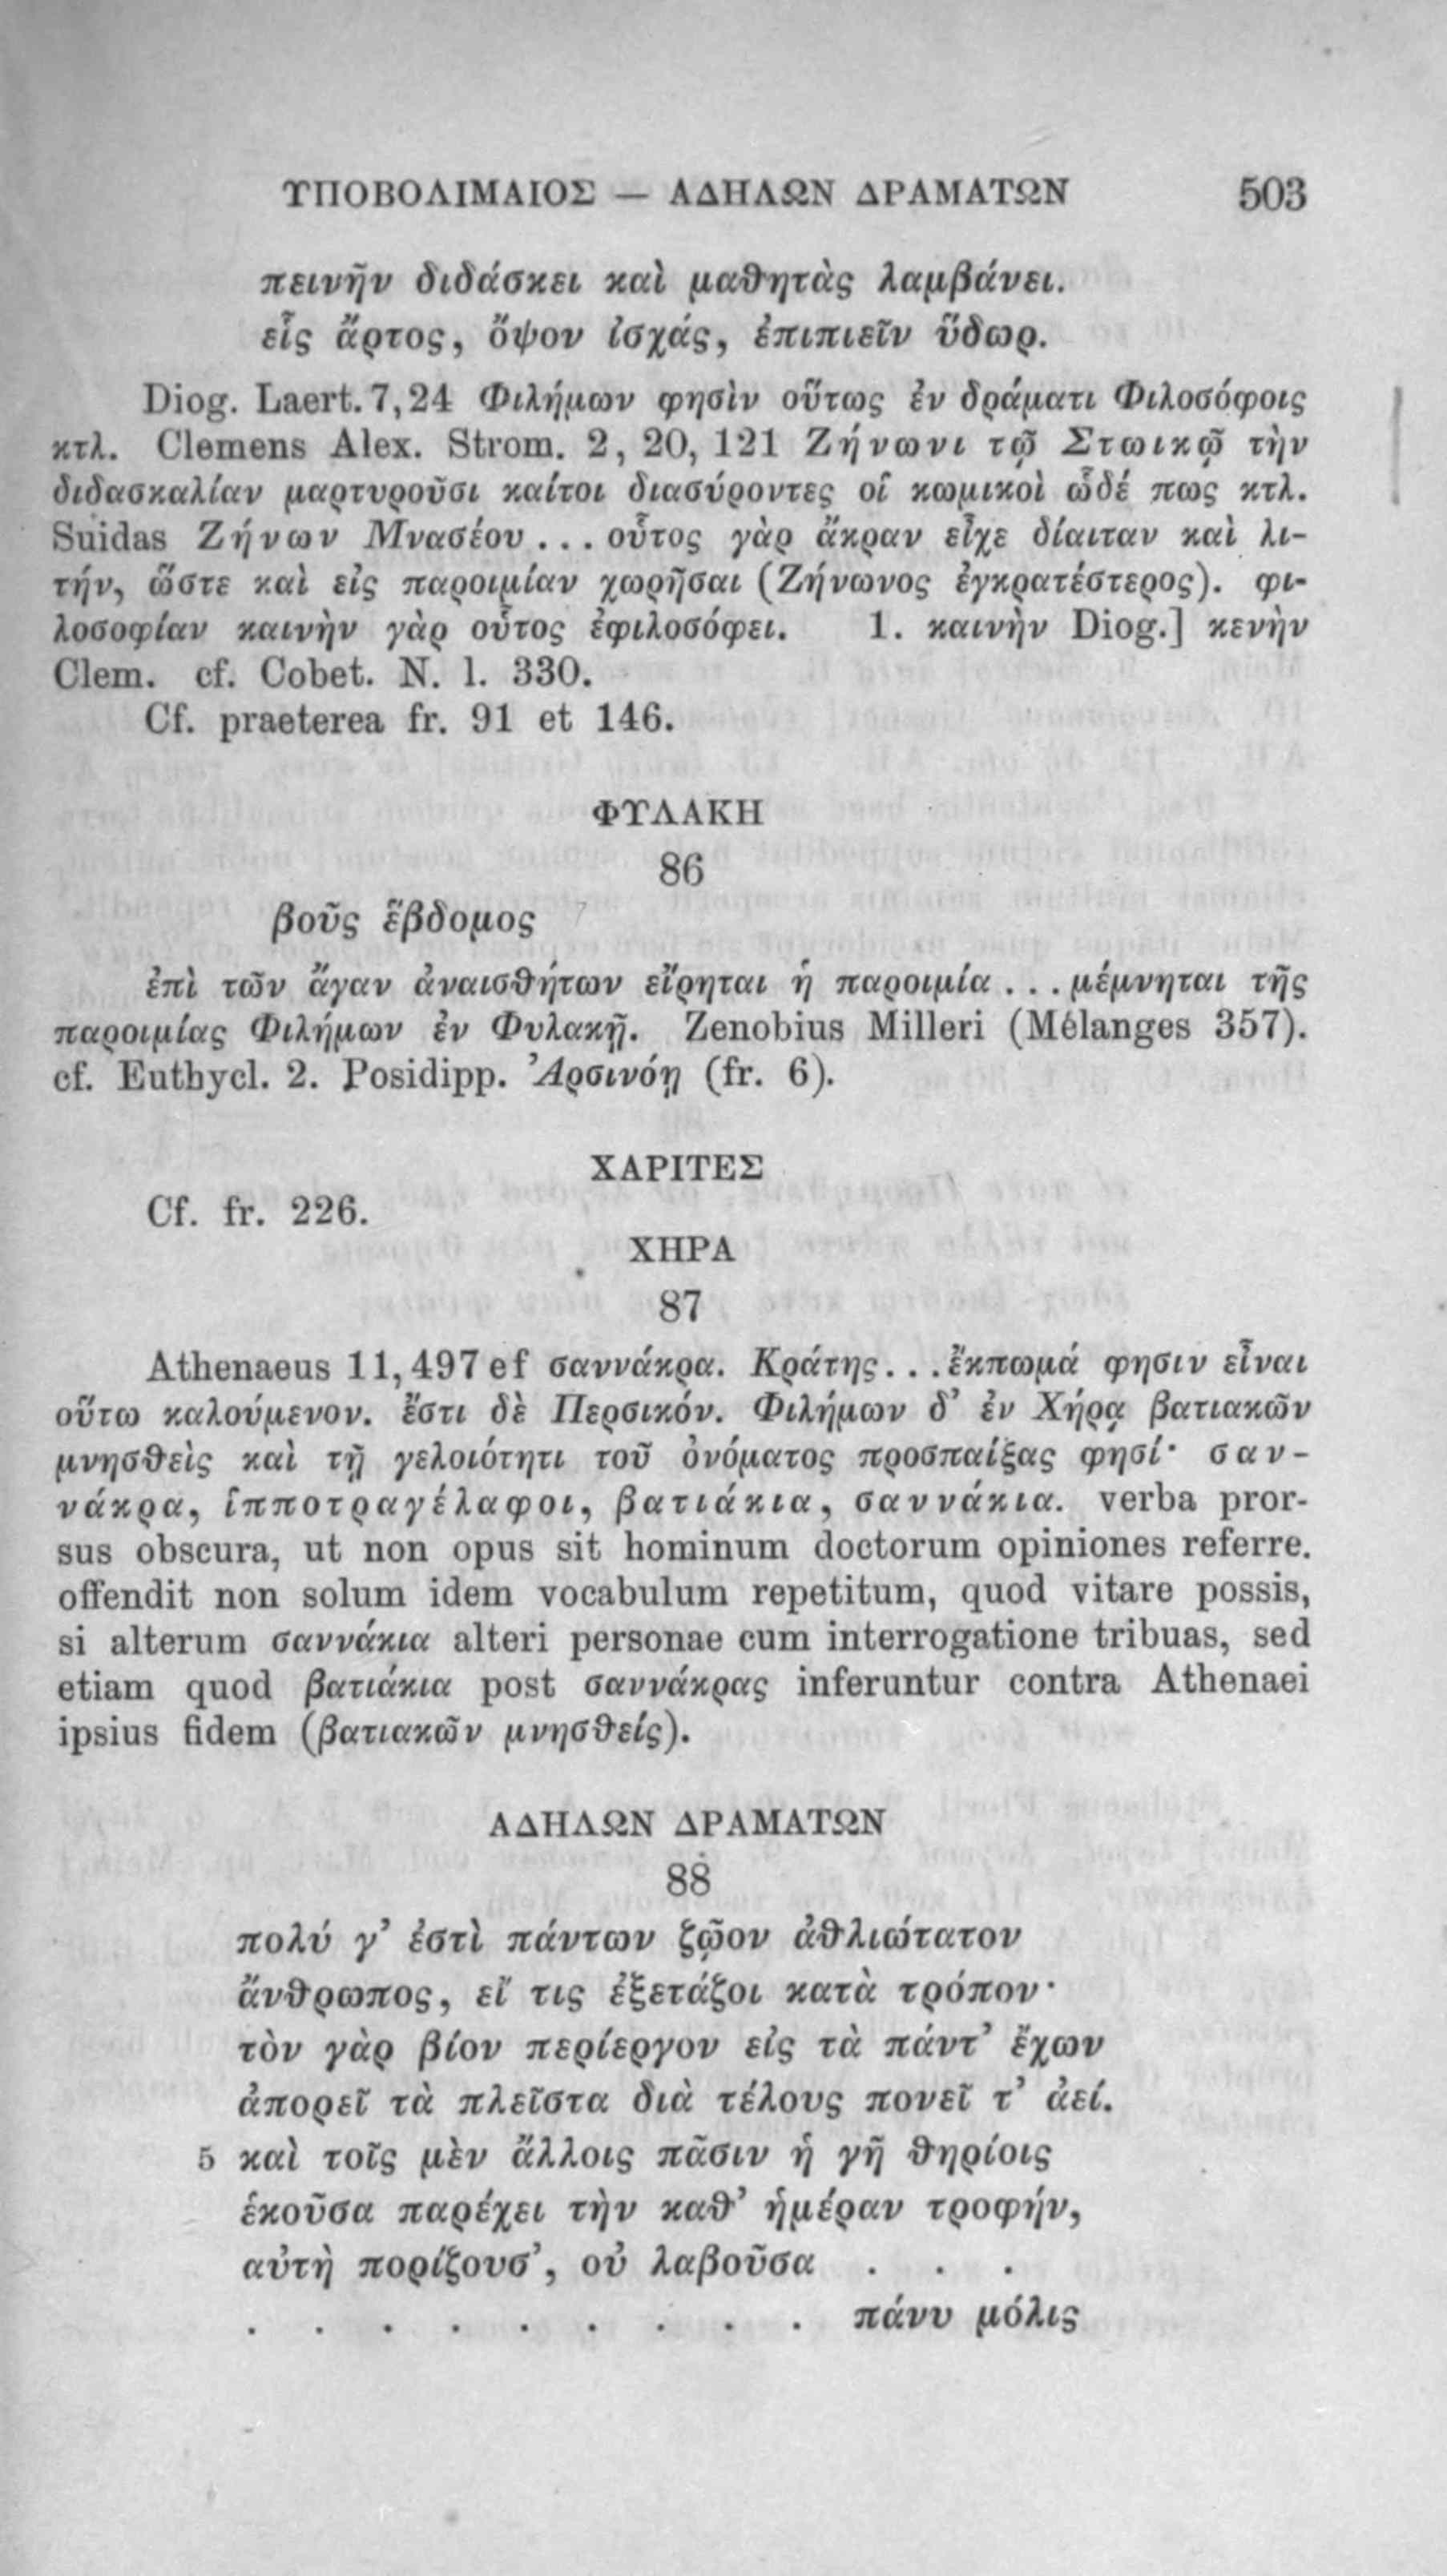 ΥΠΟΒΟΛΙΜΑΙΟΣ — ΑΔΗΛΩΝ ΔΡΑΜΑΤΩΝ 503
πεινῆν διδάσκει καὶ μαθητὰς λαμβάνει.
εἷς ἄρτος, ὄψον ἰσχάς, ἐπιπιεῖν ὕδωρ.
Diog. Laert. 7,24 Φιλήμων φησὶν οὕτως ἐν δράματι Φιλοσόφοις
κτλ. Clemens Alex. Strom. 2, 20, 121 Ζήνωνι τῷ Στωικῷ τὴν
διδασκαλίαν μαρτυροῦσι καίτοι διασύροντες οἱ κωμικοὶ ὧδέ πως κτλ.
Suidas Ζήνων Μνασέου . . . οὗτος γὰρ ἄκραν εἶχε δίαιταν καὶ λι-
τήν, ὥστε καὶ εἰς παροιμίαν χωρῆσαι (Ζήνωνος ἐγκρατέστερος). φι-
λοσοφίαν καινὴν γὰρ οὗτος ἐφιλοσόφει. 1. καινὴν Diog.] κενὴν
Clem. cf. Cobet. N. l. 330.
Cf. praeterea fr. 91 et 146.
ΦΥΛΑΚΗ
86
βοῦς ἕβδομος
ἐπὶ τῶν ἄγαν ἀναισθήτων εἴρηται ἡ παροιμία . . . μέμνηται τῆς
παροιμίας Φιλήμων ἐν Φυλακῇ. Zenobius Milleri (Mélanges 357).
cf. Euthycl. 2. Posidipp. Ἀρσινόῃ (fr. 6).
ΧΑΡΙΤΕΣ
Cf. fr. 226.
ΧΗΡΑ
87
Athenaeus 11, 497 ef σαννάκρα. Κράτης . . . ἔκπωμά φησιν εἶναι
οὕτω καλούμενον. ἔστι δὲ Περσικόν. Φιλήμων δ' ἐν Χήρᾳ βατιακῶν
μνησθεὶς καὶ τῇ γελοιότητι τοῦ ὀνόματος προσπαίξας φησί· σαν-
νάκρα, ἱπποτραγέλαφοι, βατιάκια, σαννάκια. verba pror-
sus obscura, ut non opus sit hominum doctorum opiniones referre.
offendit non solum idem vocabulum repetitum, quod vitare possis,
si alterum σαννάκια alteri personae cum interrogatione tribuas, sed
etiam quod βατιάκια post σαννάκρας inferuntur contra Athenaei
ipsius fidem (βατιακῶν μνησθείς).
ΑΔΗΛΩΝ ΔΡΑΜΑΤΩΝ
88
πολύ γ' ἐστὶ πάντων ζῷον ἀθλιώτατον
ἄνθρωπος, εἴ τις ἐξετάζοι κατὰ τρόπον·
τὸν γὰρ βίον περίεργον εἰς τὰ πάντ' ἔχων
ἀπορεῖ τὰ πλεῖστα διὰ τέλους πονεῖ τ' ἀεί.
5 καὶ τοῖς μὲν ἄλλοις πᾶσιν ἡ γῆ θηρίοις
ἑκοῦσα παρέχει τὴν καθ' ἡμέραν τροφήν,
αὐτὴ πορίζουσ', οὐ λαβοῦσα . . .
. . . . . . . . . πάνυ μόλις